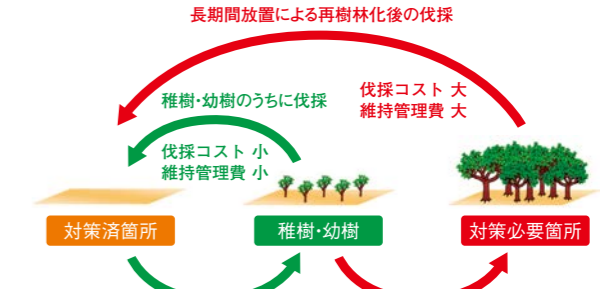 長期間放置による再樹林化後の伐採
伐採コスト 大
維持管理費 大
稚樹・幼樹のうちに伐採
伐採コスト 小
維持管理費 小
対策済箇所
稚樹・幼樹
対策必要箇所